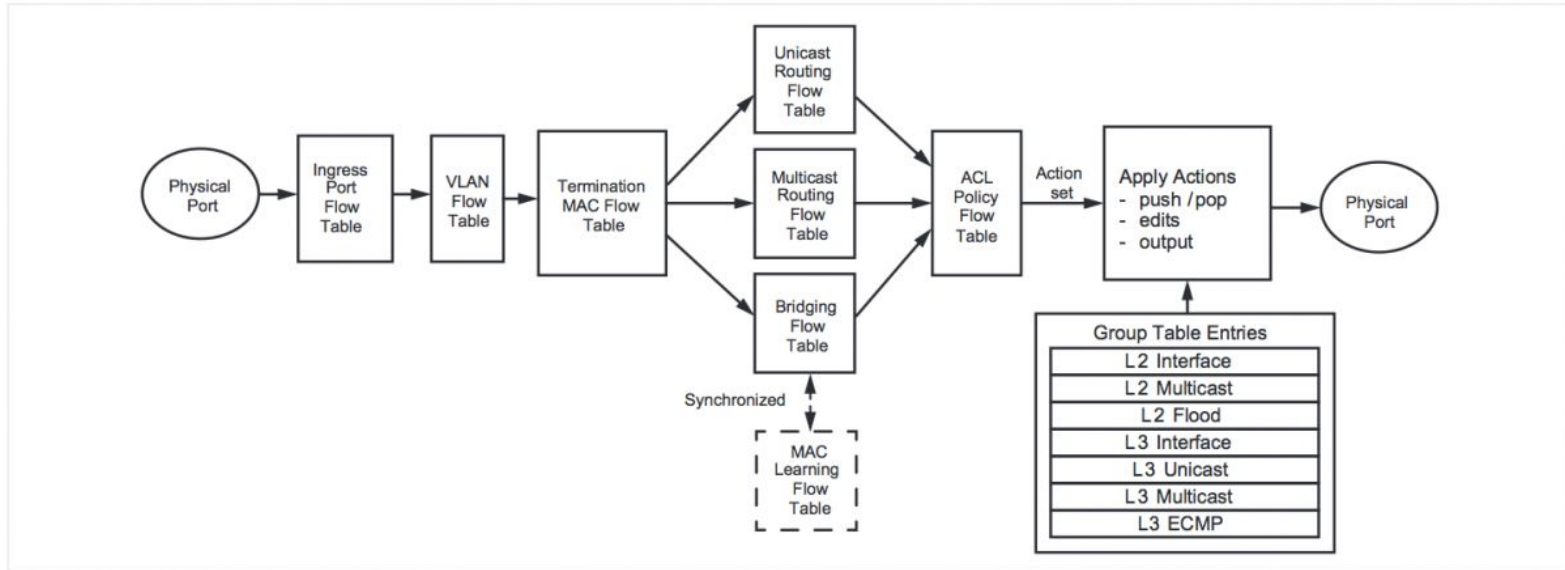 Physical
Port
Ingress
Port
Flow
Table
VLAN
Flow
Table
Termination
MAC Flow
Table
Unicast
Routing
Flow
Table
Multicast
Routing
Flow
Table
Bridging
Flow
Table
Synchronized
MAC
Learning
Flow
Table
ACL
Policy
Flow
Table
Action
set
Apply Actions
- push /pop
- edits
- output
Physical
Port
Group Table Entries
L2 Interface
L2 Multicast
L2 Flood
L3 Interface
L3 Unicast
L3 Multicast
L3 ECMP